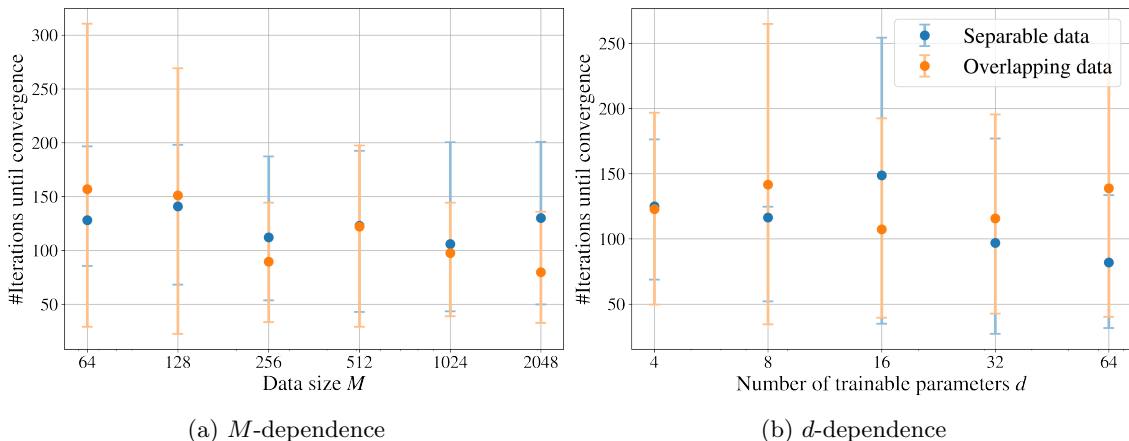 300
250
200
150
100
50
#Iterations until convergence
64
128
256
512
1024
2048
Data size M
(a) M-dependence
250
200
150
100
50
#Iterations until convergence
Separable data
Overlapping data
4
8
16
32
64
Number of trainable parameters d
(b) d-dependence